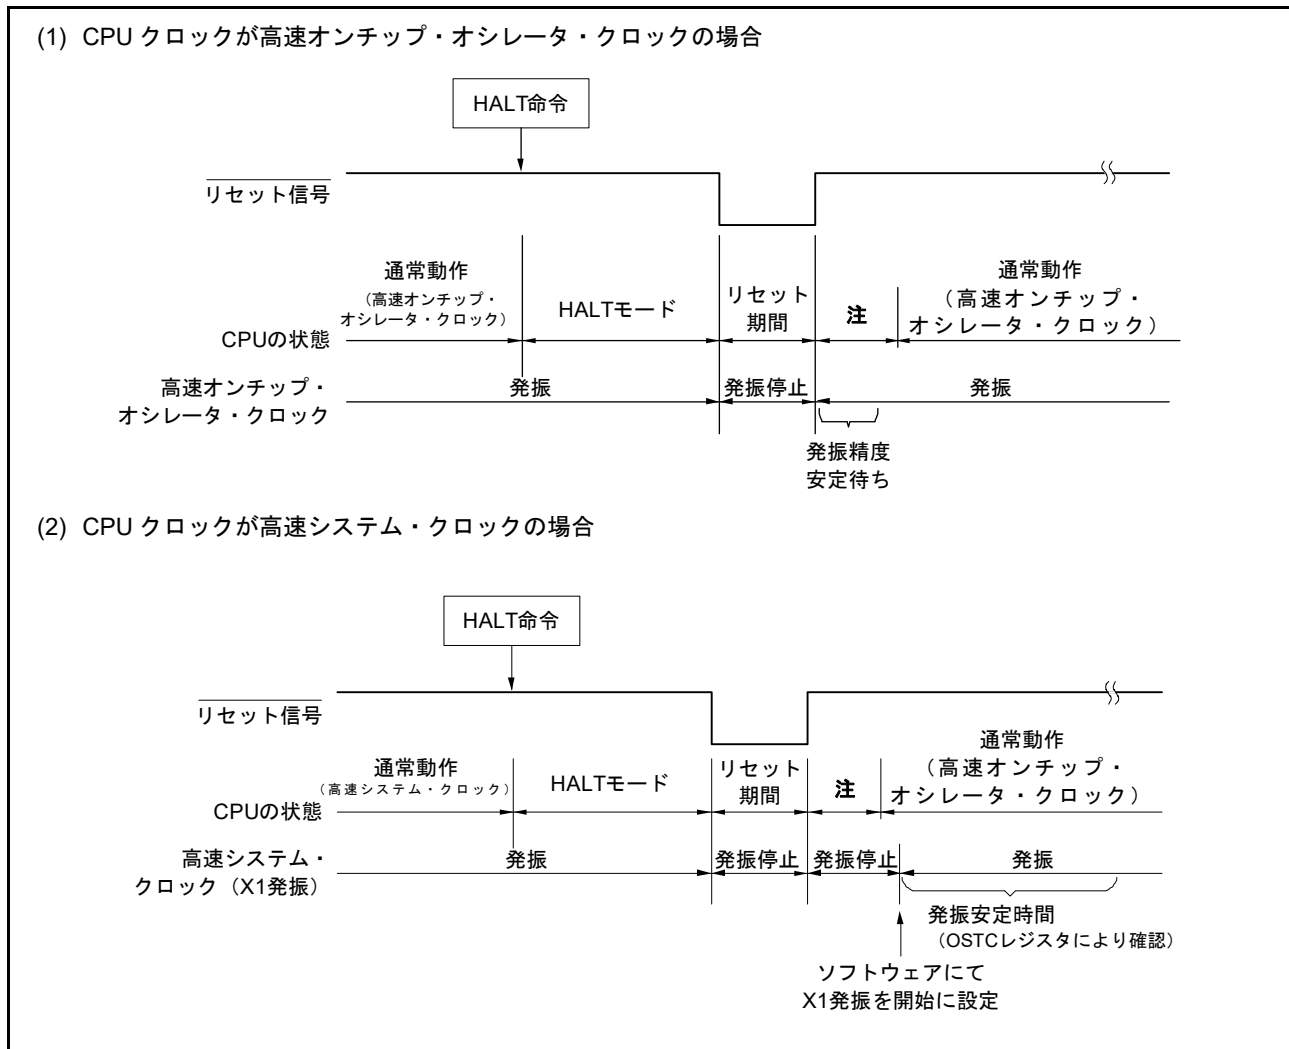 (1) CPU クロックが高速オンチップ・オシレータ・クロックの場合
HALT命令
リセット信号
通常動作
（高速オンチップ・
オシレータ・クロック）
HALTモード
リセット
期間
注
通常動作
（高速オンチップ・
オシレータ・クロック）
CPUの状態
高速オンチップ・
オシレータ・クロック
発振
発振停止
発振
発振精度
安定待ち
(2) CPU クロックが高速システム・クロックの場合
HALT命令
リセット信号
通常動作
（高速システム・クロック）
HALTモード
リセット
期間
注
通常動作
（高速オンチップ・
オシレータ・クロック）
CPUの状態
高速システム・
クロック（X1発振）
発振
発振停止
発振停止
発振
発振安定時間
（OSTCレジスタにより確認）
ソフトウェアにて
X1発振を開始に設定